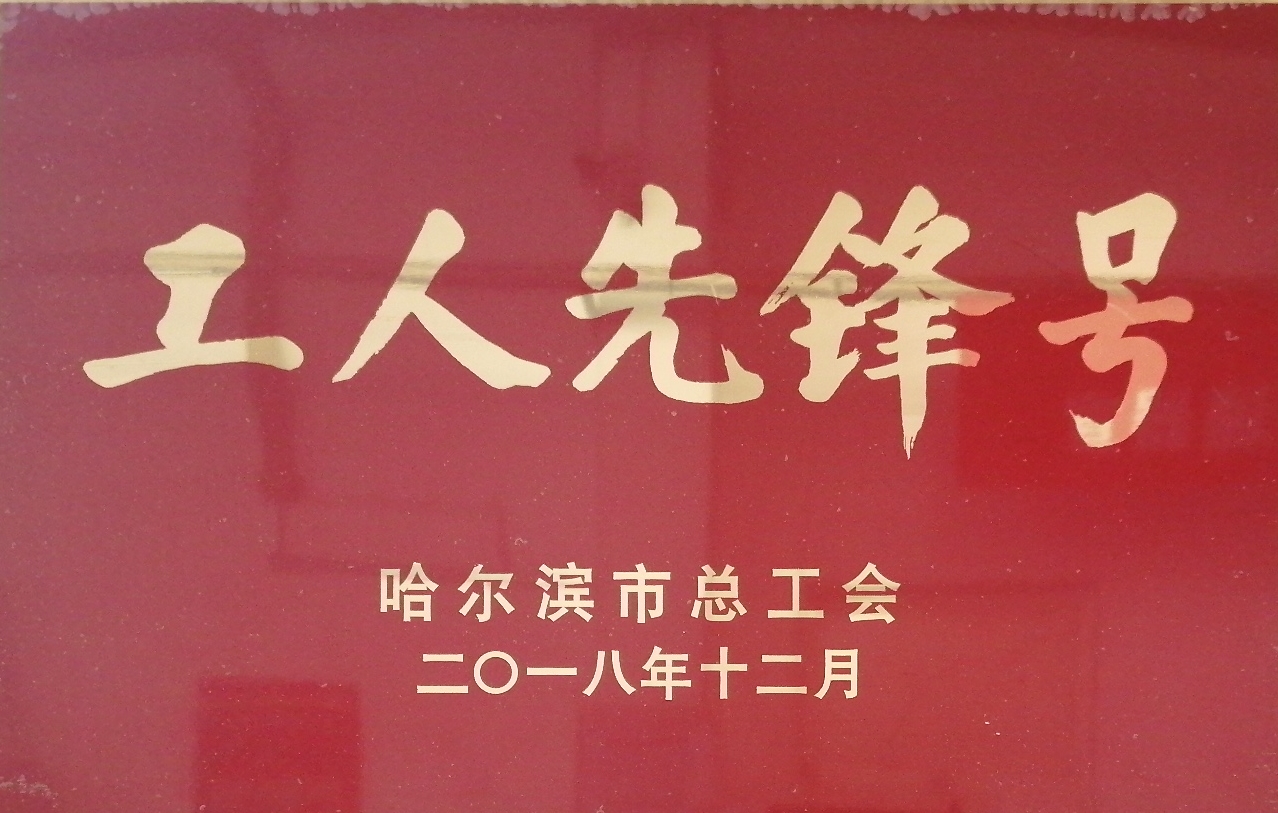 工人先锋号
哈尔滨市总工会
二〇一八年十二月